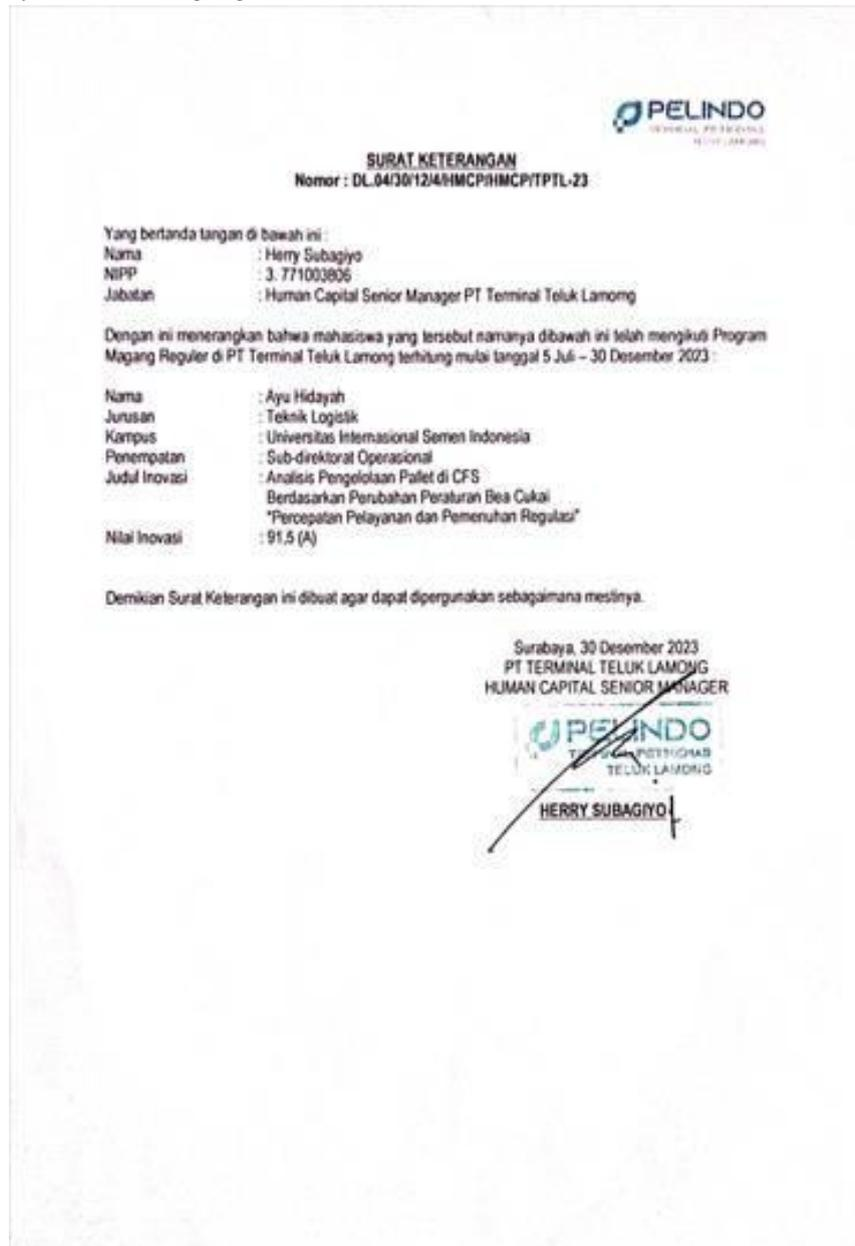 PELINDO
SURAT KETERANGAN
Nomor : DL.04/30/12/4/HMCP/HMCP/TPTL-23
Yang bertanda tangan di bawah ini :
Nama : Herry Subagiyo
NIPP : 3. 771003806
Jabatan : Human Capital Senior Manager PT Terminal Teluk Lamomg
Dengan ini menerangkan bahwa mahasiswa yang tersebut namanya dibawah ini telah mengikuti Program
Magang Reguler di PT Terminal Teluk Lamong terhitung mulai tanggal 5 Juli – 30 Desember 2023 :
Nama : Ayu Hidayah
Jurusan : Teknik Logistik
Kampus : Universitas Internasional Semen Indonesia
Penempatan : Sub-direktorat Operasional
Judul Inovasi : Analisis Pengelolaan Pallet di CFS
Berdasarkan Perubahan Peraturan Bea Cukai
"Percepatan Pelayanan dan Pemenuhan Regulasi"
Nilai Inovasi : 91,5 (A)
Demikian Surat Keterangan ini dibuat agar dapat dipergunakan sebagaimana mestinya.
Surabaya, 30 Desember 2023
PT TERMINAL TELUK LAMONG
HUMAN CAPITAL SENIOR MANAGER
PELINDO
TELUK LAMONG
HERRY SUBAGIYO